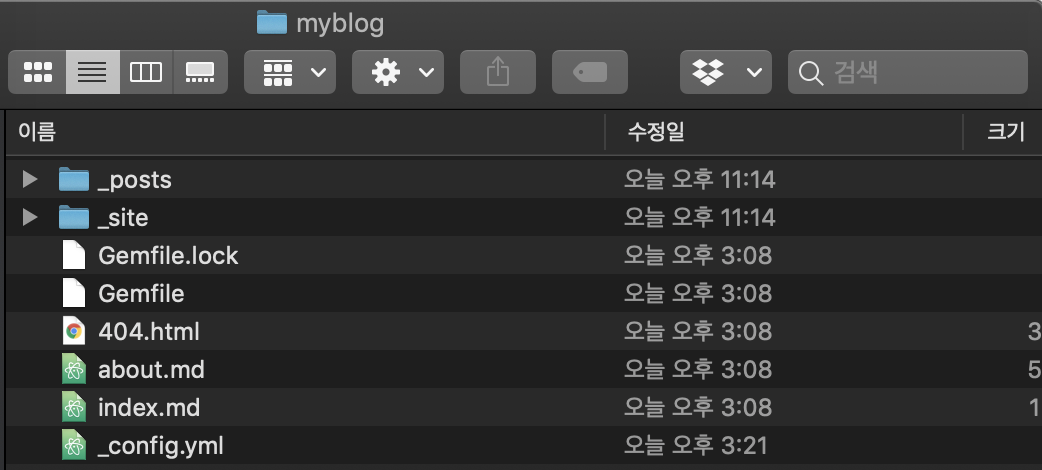 myblog
검색
이름 수정일 크기
_posts 오늘 오후 11:14
_site 오늘 오후 11:14
Gemfile.lock 오늘 오후 3:08
Gemfile 오늘 오후 3:08
404.html 오늘 오후 3:08 3
about.md 오늘 오후 3:08 5
index.md 오늘 오후 3:08 1
_config.yml 오늘 오후 3:21